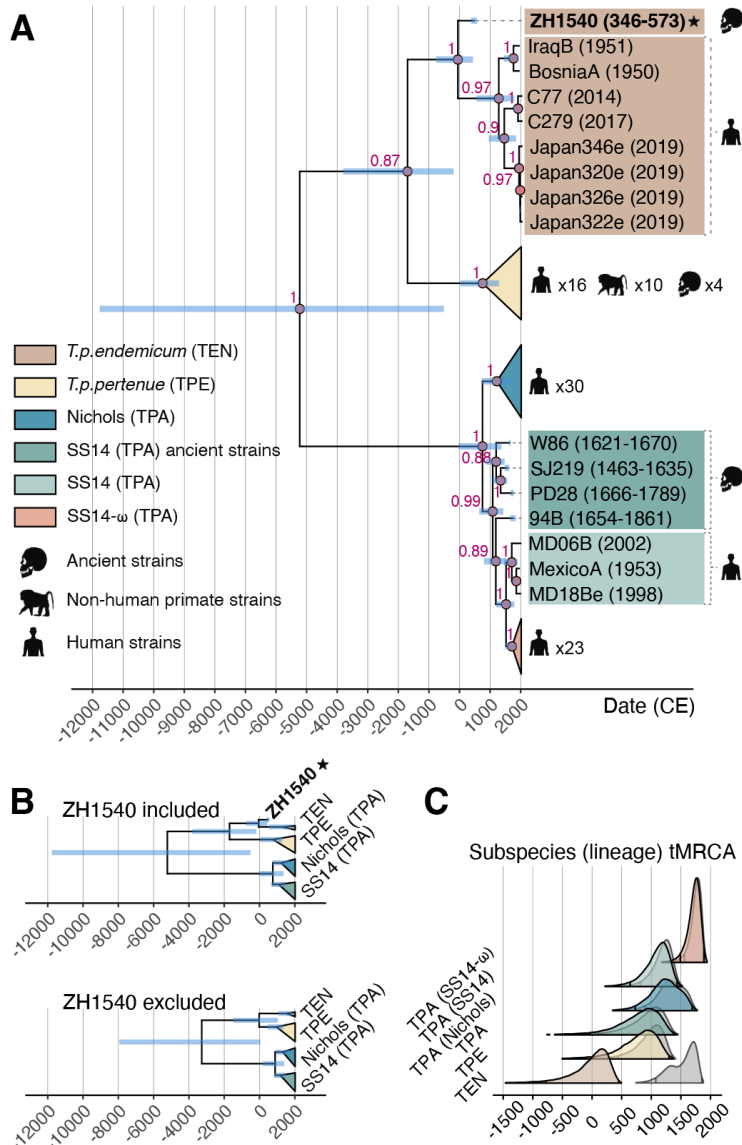 A
ZH1540 (346-573)★
IraqB (1951)
BosniaA (1950)
C77 (2014)
C279 (2017)
Japan346e (2019)
Japan320e (2019)
Japan326e (2019)
Japan322e (2019)
1
0.97
1
1
0.9
1
0.97
0.87
1
1
x16 x10 x4
1
x30
T.p.endemicum (TEN)
T.p.pertenue (TPE)
Nichols (TPA)
SS14 (TPA) ancient strains
SS14 (TPA)
SS14-ω (TPA)
Ancient strains
Non-human primate strains
Human strains
1
0.88
1
0.99
0.89
1
1
1
1
W86 (1621-1670)
SJ219 (1463-1635)
PD28 (1666-1789)
94B (1654-1861)
MD06B (2002)
MexicoA (1953)
MD18Be (1998)
x23
-12000 -11000 -10000 -9000 -8000 -7000 -6000 -5000 -4000 -3000 -2000 -1000 0 1000 2000
Date (CE)
B
ZH1540 included
ZH1540 ★
TEN
TPE
Nichols (TPA)
SS14 (TPA)
-12000 -10000 -8000 -6000 -4000 -2000 0 2000
ZH1540 excluded
TEN
TPE
Nichols (TPA)
SS14 (TPA)
-12000 -10000 -8000 -6000 -4000 -2000 0 2000
C
Subspecies (lineage) tMRCA
TPA (SS14-ω)
TPA (SS14)
TPA (Nichols)
TPA
TPE
TEN
-1500 -1000 -500 0 500 1000 1500 2000